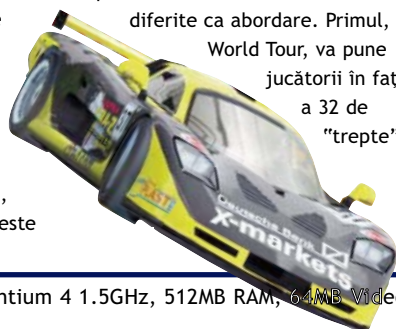 diferite ca abordare. Primul,
World Tour, va pune
jucătorii în faţ
a 32 de
“trepte”
,
este
Deutsche Bank
X-markets
ntium 4 1.5GHz, 512MB RAM, 64MB Vide